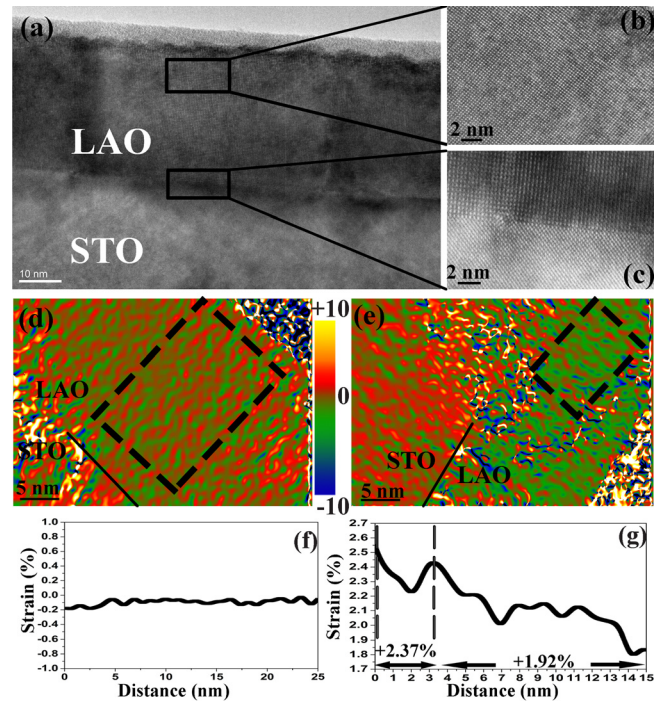 (a)
LAO
STO
10 nm
(b)
2 nm
(c)
2 nm
(d)
LAO
STO
5 nm
+10
0
-10
(e)
STO
LAO
5 nm
(f)
Strain (%)
1.0
0.8
0.6
0.4
0.2
0.0
-0.2
-0.4
-0.6
-0.8
-1.0
0 5 10 15 20 25
Distance (nm)
(g)
Strain (%)
2.7
2.6
2.5
2.4
2.3
2.2
2.1
2.0
1.9
1.8
1.7
+2.37%
+1.92%
0 1 2 3 4 5 6 7 8 9 10 11 12 13 14 15
Distance (nm)